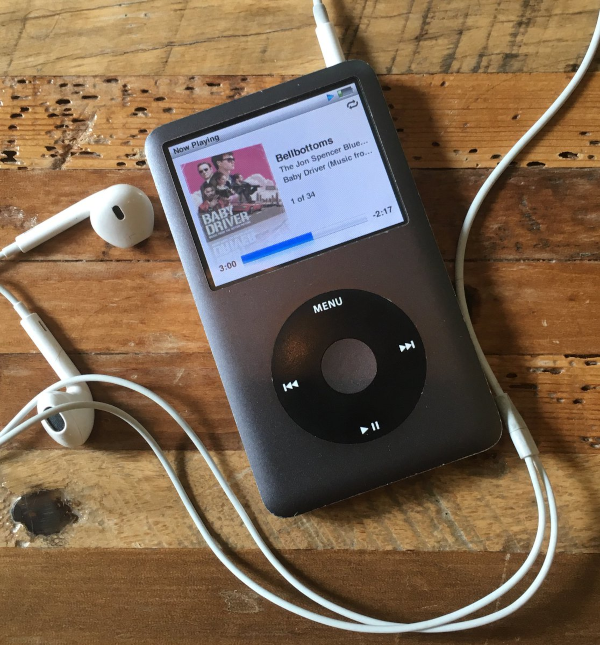 Now Playing
Bellbottoms
The Jon Spencer Blue...
Baby Driver (Music fro...
1 of 34
BABY
DRIVER
3:00
-2:17
MENU